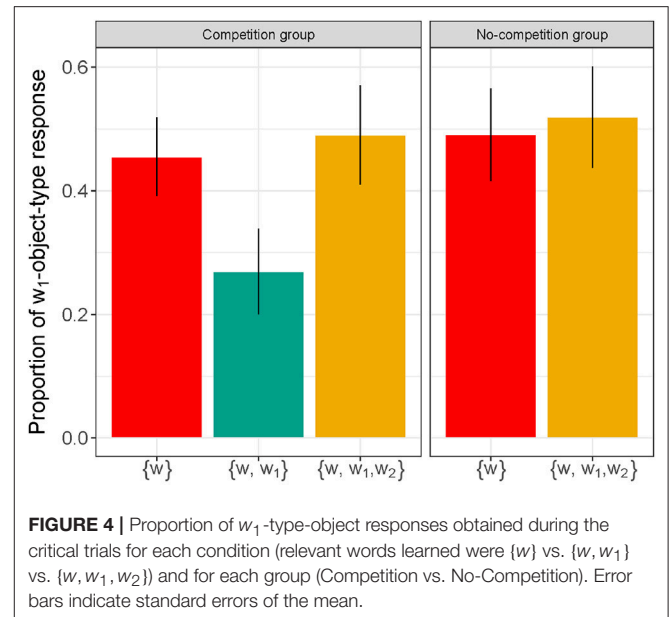 Competition group
No-competition group
Proportion of w₁-object-type response
0.6
0.4
0.2
0.0
{w}
{w, w₁}
{w, w₁,w₂}
{w}
{w, w₁,w₂}
FIGURE 4 | Proportion of w₁-type-object responses obtained during the
critical trials for each condition (relevant words learned were {w} vs. {w, w₁}
vs. {w, w₁, w₂}) and for each group (Competition vs. No-Competition). Error
bars indicate standard errors of the mean.